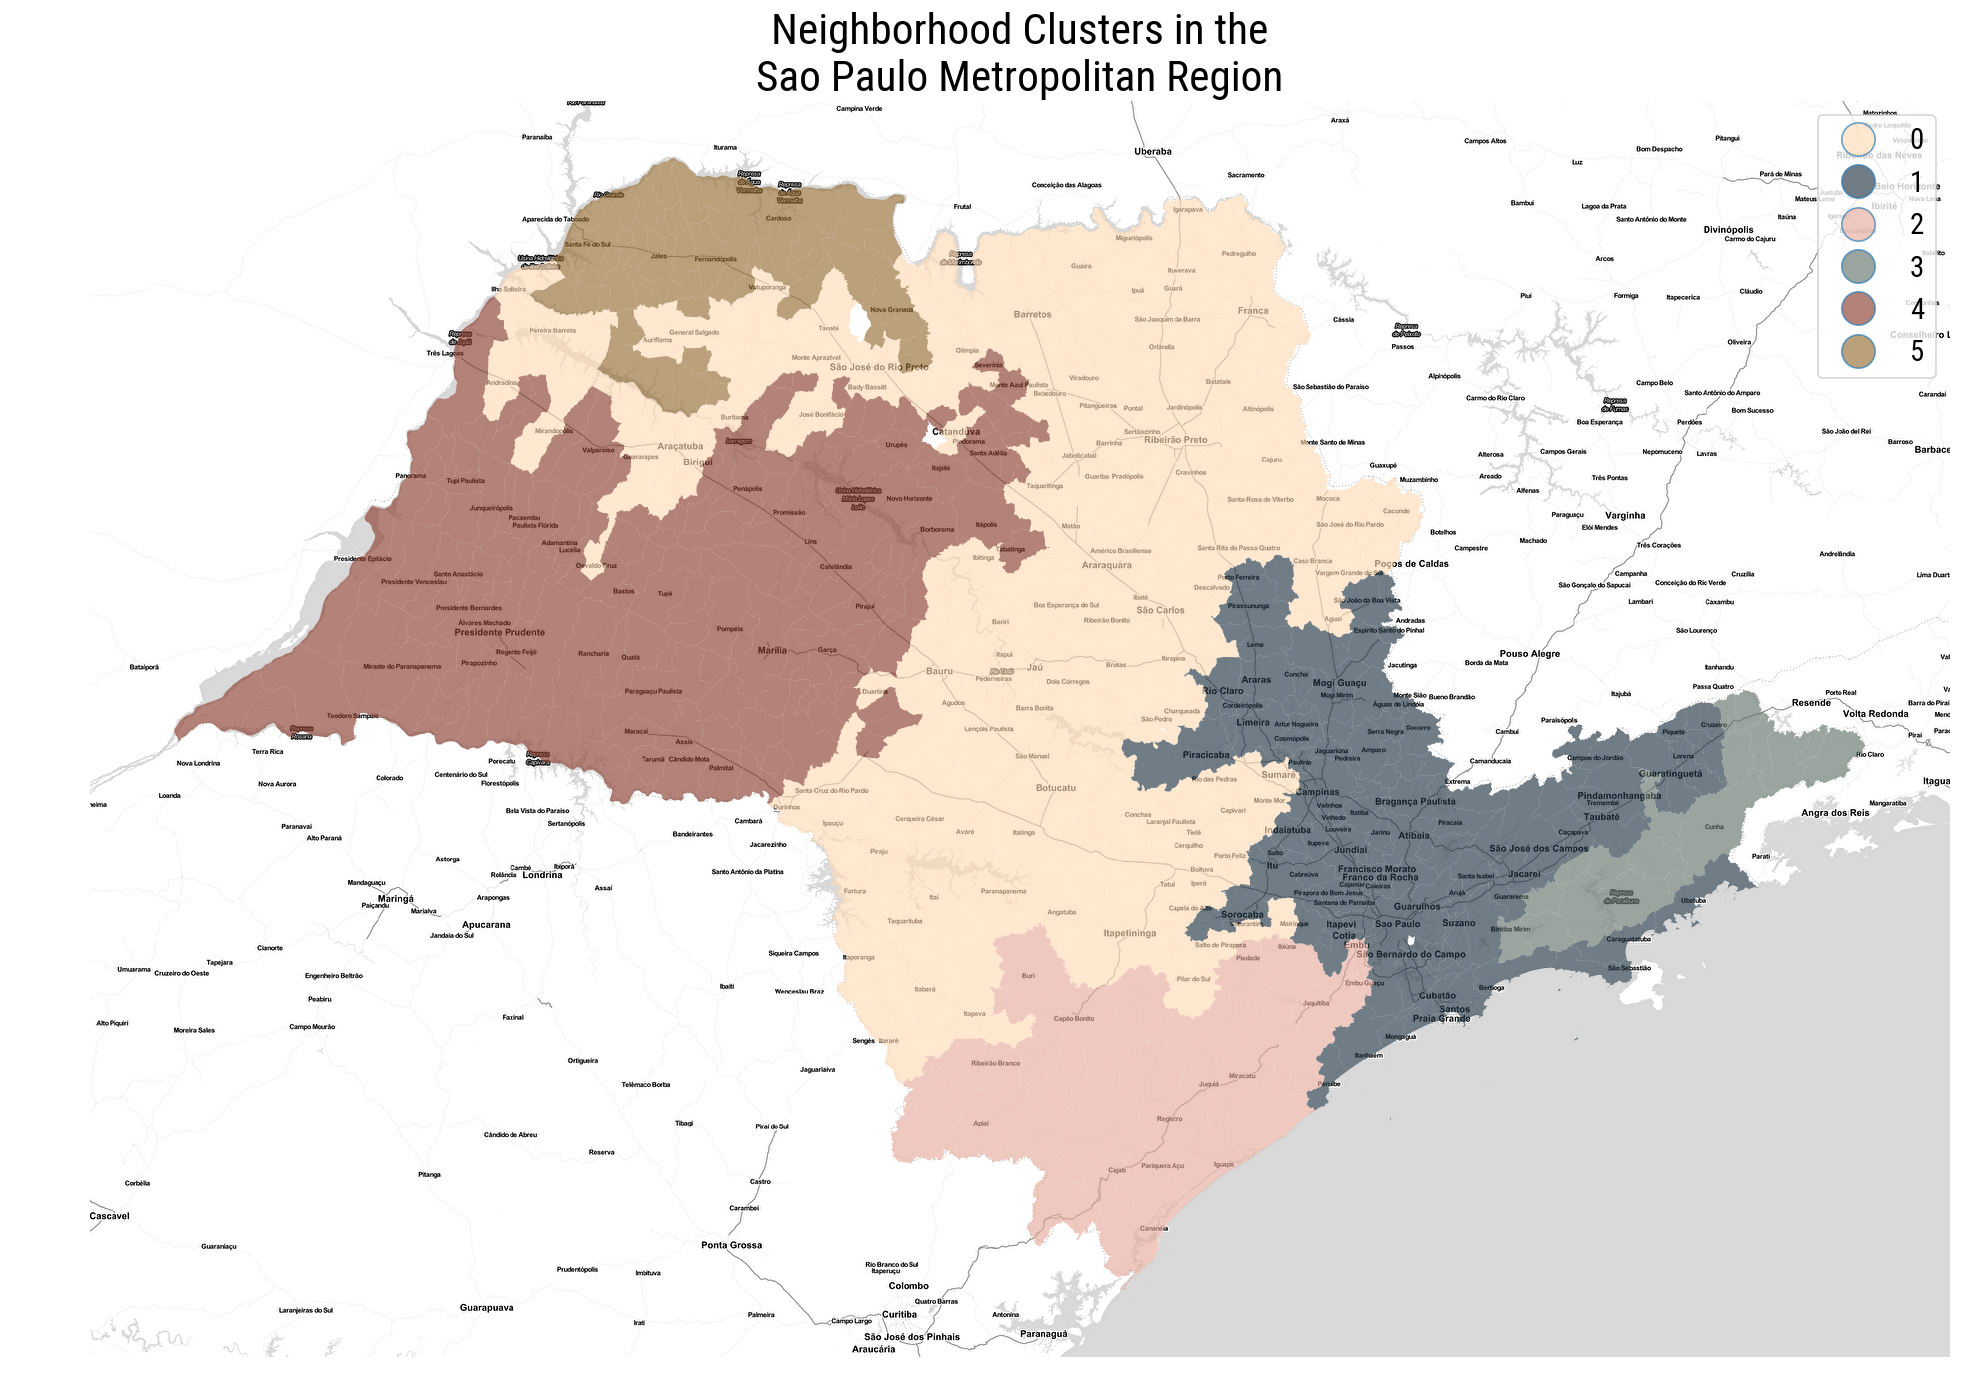 Neighborhood Clusters in the
Sao Paulo Metropolitan Region
0
1
2
3
4
5
Campina Verde
Araxá
Matozinhos
Paranaíba
Iturama
Uberaba
Campos Altos
Pitangui
Bom Despacho
Luz
Ribeirão das Neves
Pará de Minas
Belo Horizonte
Conceição das Alagoas
Sacramento
Mateus Leme
Ibirité
Bambuí
Lagoa da Prata
Santo Antônio do Monte
Itaúna
Divinópolis
Carmo do Cajuru
Arcos
Frutal
Igarapava
Aparecida do Taboado
Rio Grande
Represa
de Água
Vermelha
Represa
de Água
Vermelha
Cardoso
Santa Fé do Sul
Jales
Fernandópolis
Votuporanga
Miguelópolis
Pedregulho
Guaíra
Ituverava
Ipuã
Guará
Ilha Solteira
Nova Granada
Barretos
São Joaquim da Barra
Franca
Piuí
Formiga
Itapecerica
Cláudio
Cássia
Passos
Oliveira
Três Lagoas
Pereira Barreto
General Salgado
Auriflama
Tanabi
Monte Aprazível
São José do Rio Preto
Bady Bassitt
Olímpia
Severínia
Monte Azul Paulista
Bebedouro
Viradouro
Orlândia
Batatais
São Sebastião do Paraíso
Alpinópolis
Carmo do Rio Claro
Campo Belo
Santo Antônio do Amparo
Bom Sucesso
Carandaí
Andradina
Mirandópolis
Buritama
José Bonifácio
Catanduva
Pindorama
Pitangueiras
Pontal
Jardinópolis
Altinópolis
Sertãozinho
Barrinha
Ribeirão Preto
Monte Santo de Minas
Boa Esperança
Perdões
São João del Rei
Barroso
Valparaíso
Araçatuba
Guararapes
Birigui
Urupês
Itajobi
Santa Adélia
Jaboticabal
Guariba
Pradópolis
Cravinhos
Cajuru
Guaxupé
Alterosa
Campos Gerais
Nepomuceno
Lavras
Barbace
Panorama
Tupi Paulista
Penápolis
Novo Horizonte
Taquaritinga
Santa Rosa de Viterbo
Mococa
Muzambinho
Areado
Alfenas
Três Pontas
Junqueirópolis
Pacaembu
Paulista Flórida
Promissão
Borborema
Itápolis
Matão
São José do Rio Pardo
Caconde
Botelhos
Paraguaçu
Elói Mendes
Varginha
Adamantina
Lucélia
Lins
Tabatinga
Ibitinga
Américo Brasiliense
Santa Rita do Passa Quatro
Campestre
Machado
Três Corações
Andrelândia
Presidente Epitácio
Osvaldo Cruz
Cafelândia
Araraquara
Casa Branca
Vargem Grande do Sul
Poços de Caldas
Campanha
Cruzília
Lima Duart
Santo Anastácio
Presidente Venceslau
Bastos
Tupã
Pirajuí
Descalvado
Porto Ferreira
São Gonçalo do Sapucaí
Conceição do Rio Verde
Presidente Bernardes
Álvares Machado
Presidente Prudente
Pompéia
Boa Esperança do Sul
Ibaté
São Carlos
Pirassununga
São João da Boa Vista
Lambari
Caxambu
Bariri
Ribeirão Bonito
Aguaí
Andradas
Espírito Santo do Pinhal
São Lourenço
Regente Feijó
Pirapozinho
Mirante do Paranapanema
Rancharia
Quatá
Marília
Garça
Itapuí
Jaú
Brotas
Itirapina
Leme
Jacutinga
Borda da Mata
Pouso Alegre
Itanhandu
Bataiporã
Bauru
Pederneiras
Dois Córregos
Araras
Conchal
Mogi Guaçu
Mogi Mirim
Passa Quatro
Paraguaçu Paulista
Duartina
Rio Claro
Monte Sião
Bueno Brandão
Águas de Lindóia
Itajubá
Porto Real
Resende
Barra do Piraí
Teodoro Sampaio
Agudos
Barra Bonita
Charqueada
Cordeirópolis
São Pedro
Limeira
Artur Nogueira
Paraisópolis
Volta Redonda
Represa
Rosana
Maracaí
Assis
Lençóis Paulista
Cosmópolis
Serra Negra
Socorro
Cambuí
Cruzeiro
Piquete
Piraí
Terra Rica
Nova Londrina
Tarumã
Cândido Mota
Palmital
São Manuel
Piracicaba
Jaguariúna
Amparo
Pedreira
Paulínia
Camanducaia
Campos do Jordão
Lorena
Rio Claro
Represa
Capivara
Porecatu
Centenário do Sul
Florestópolis
Colorado
Nova Aurora
Rio das Pedras
Sumaré
Extrema
Guaratinguetá
Itagua
Loanda
Santa Cruz do Rio Pardo
Botucatu
Campinas
Pindamonhangaba
Tremembé
Mangaratiba
Bela Vista do Paraíso
Sertanópolis
Ourinhos
Cambará
Ipauçu
Cerqueira César
Conchas
Laranjal Paulista
Capivari
Monte Mor
Valinhos
Vinhedo
Itatiba
Bragança Paulista
Piracaia
Taubaté
Angra dos Reis
Paranavaí
Alto Paraná
Bandeirantes
Avaré
Itatinga
Tietê
Indaiatuba
Louveira
Jarinu
Atibaia
Caçapava
Cunha
Jacarezinho
Piraju
Cerquilho
Itupeva
Jundiaí
São José dos Campos
Parati
Astorga
Cambé
Ibiporã
Rolândia
Londrina
Santo Antônio da Platina
Porto Feliz
Salto
Itu
Boituva
Cabreúva
Francisco Morato
Franco da Rocha
Santa Isabel
Jacareí
Mandaguaçu
Maringá
Paiçandu
Marialva
Arapongas
Assaí
Fartura
Itaí
Paranapanema
Tatuí
Iperó
Cajamar
Caieiras
Pirapora do Bom Jesus
Santana de Parnaíba
Arujá
Guararema
Represa
de Paraibuna
Ubatuba
Apucarana
Jandaia do Sul
Taquarituba
Angatuba
Capela do Alto
Sorocaba
Votorantim
Mairinque
Itapevi
Cotia
Sao Paulo
Guarulhos
Suzano
Biritiba Mirim
Cianorte
Itapetininga
Salto de Pirapora
Ibiúna
Embu
São Bernardo do Campo
Caraguatatuba
Umuarama
Cruzeiro do Oeste
Tapejara
Engenheiro Beltrão
Siqueira Campos
Itaporanga
Piedade
São Sebastião
Peabiru
Ibaiti
Wenceslau Braz
Itaberá
Buri
Pilar do Sul
Embu Guaçu
Bertioga
Juquitiba
Cubatão
Santos
Praia Grande
Alto Piquiri
Moreira Sales
Campo Mourão
Faxinal
Itapeva
Capão Bonito
Mongaguá
Sengés
Itararé
Itanhaém
Ortigueira
Jaguariaíva
Ribeirão Branco
Miracatu
Juquiá
Peruíbe
Telêmaco Borba
Apiaí
Registro
Tibagi
Piraí do Sul
Cândido de Abreu
Reserva
Pitanga
Cajati
Pariquera Açu
Iguape
Corbélia
Castro
Cascavel
Carambeí
Cananéia
Guaraniaçu
Ponta Grossa
Prudentópolis
Imbituva
Rio Branco do Sul
Itaperuçu
Colombo
Laranjeiras do Sul
Guarapuava
Quatro Barras
Irati
Palmeira
Campo Largo
Curitiba
Antonina
São José dos Pinhais
Paranaguá
Araucária